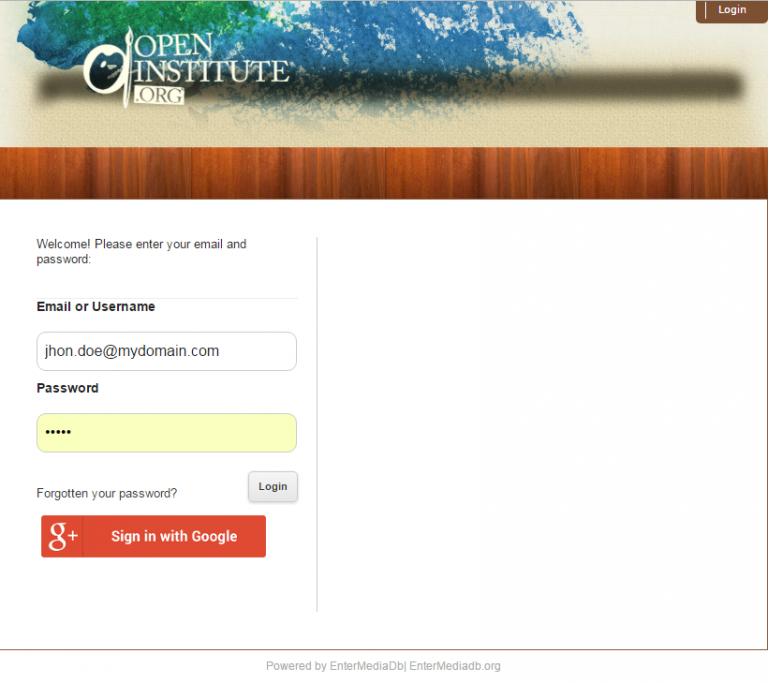 Login
OPEN
INSTITUTE
.ORG
Welcome! Please enter your email and
password:
Email or Username
jhon.doe@mydomain.com
Password
•••••
Forgotten your password?
Login
g+ Sign in with Google
Powered by EnterMediaDb| EnterMediadb.org